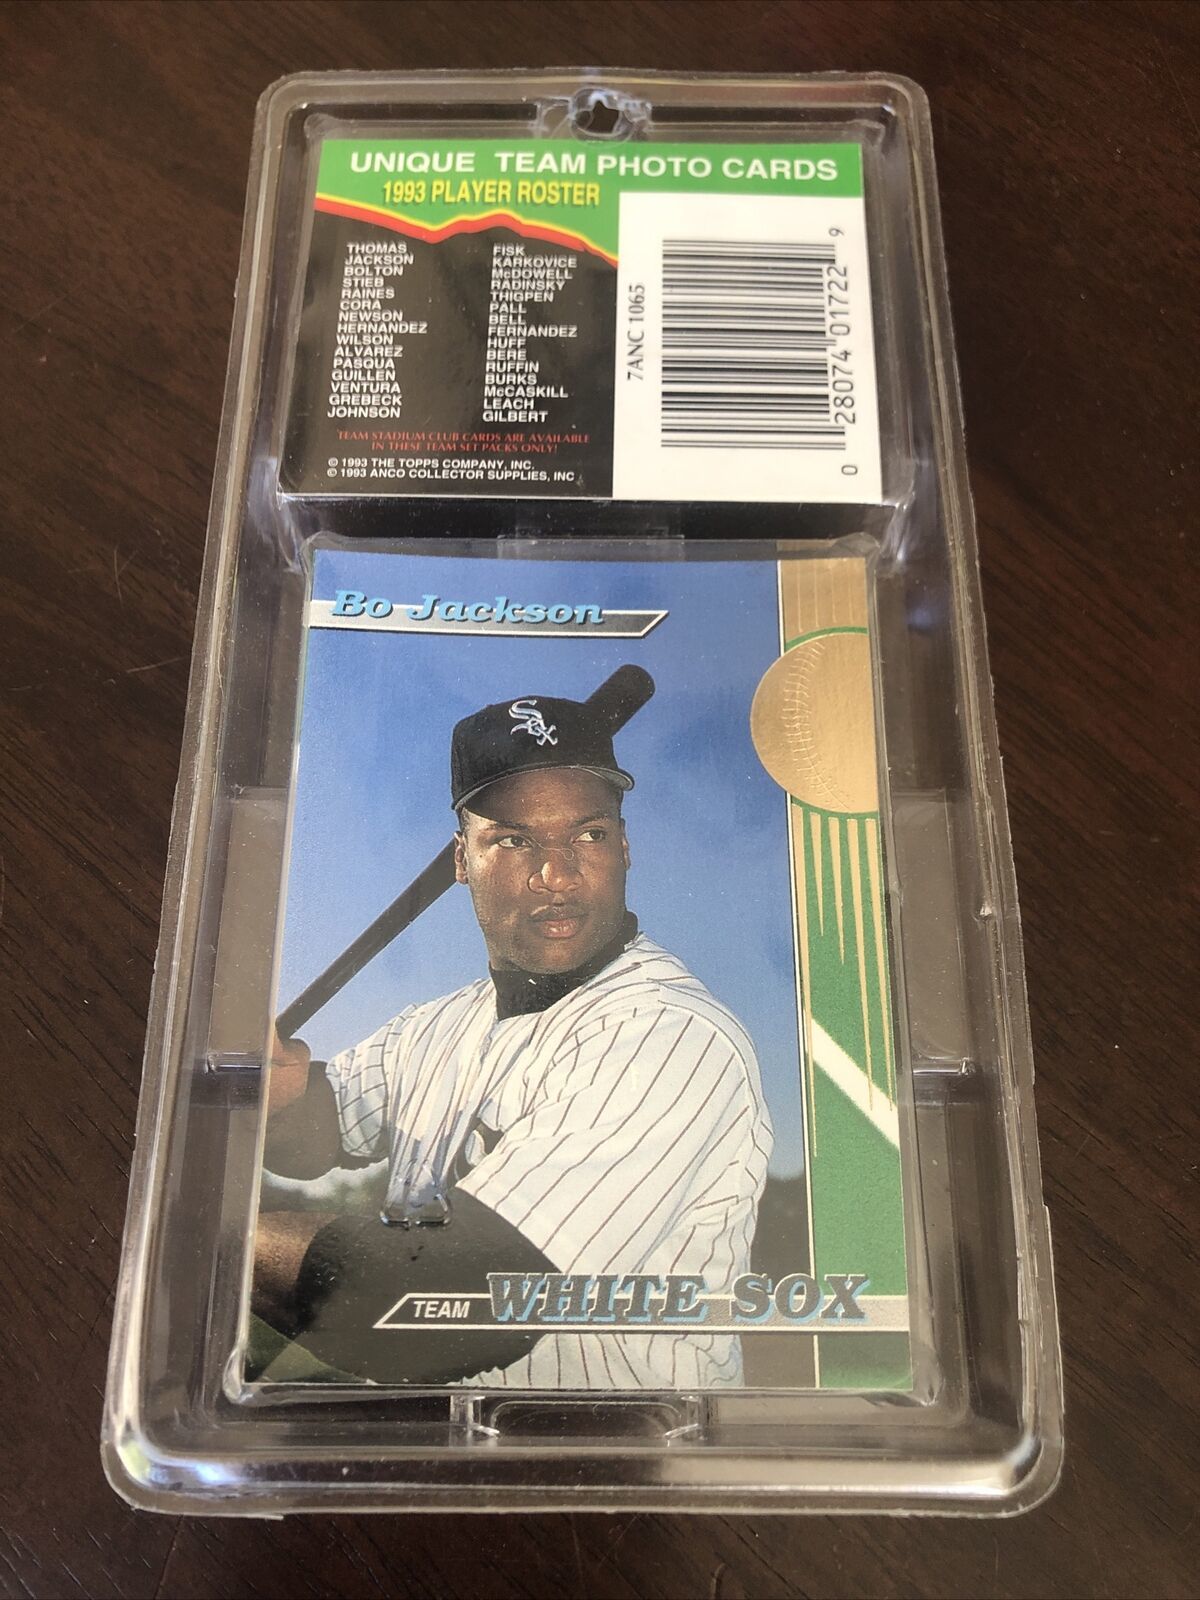 UNIQUE TEAM PHOTO CARDS
1993 PLAYER ROSTER
THOMAS
JACKSON
BOLTON
STIEB
RAINES
CORA
NEWSON
HERNANDEZ
WILSON
ALVAREZ
PASQUA
GUILLEN
VENTURA
GREBECK
JOHNSON
FISK
KARKOVICE
McDOWELL
RADINSKY
THIGPEN
PALL
BELL
FERNANDEZ
HUFF
BERE
RUFFIN
BURKS
McCASKILL
LEACH
GILBERT
TEAM STADIUM CLUB CARDS ARE AVAILABLE
IN THESE TEAM SET PACKS ONLY!
© 1993 THE TOPPS COMPANY, INC.
© 1993 ANCO COLLECTOR SUPPLIES, INC
7ANC 1065
0 28074 01722 9
Bo Jackson
Sox
TEAM WHITE SOX